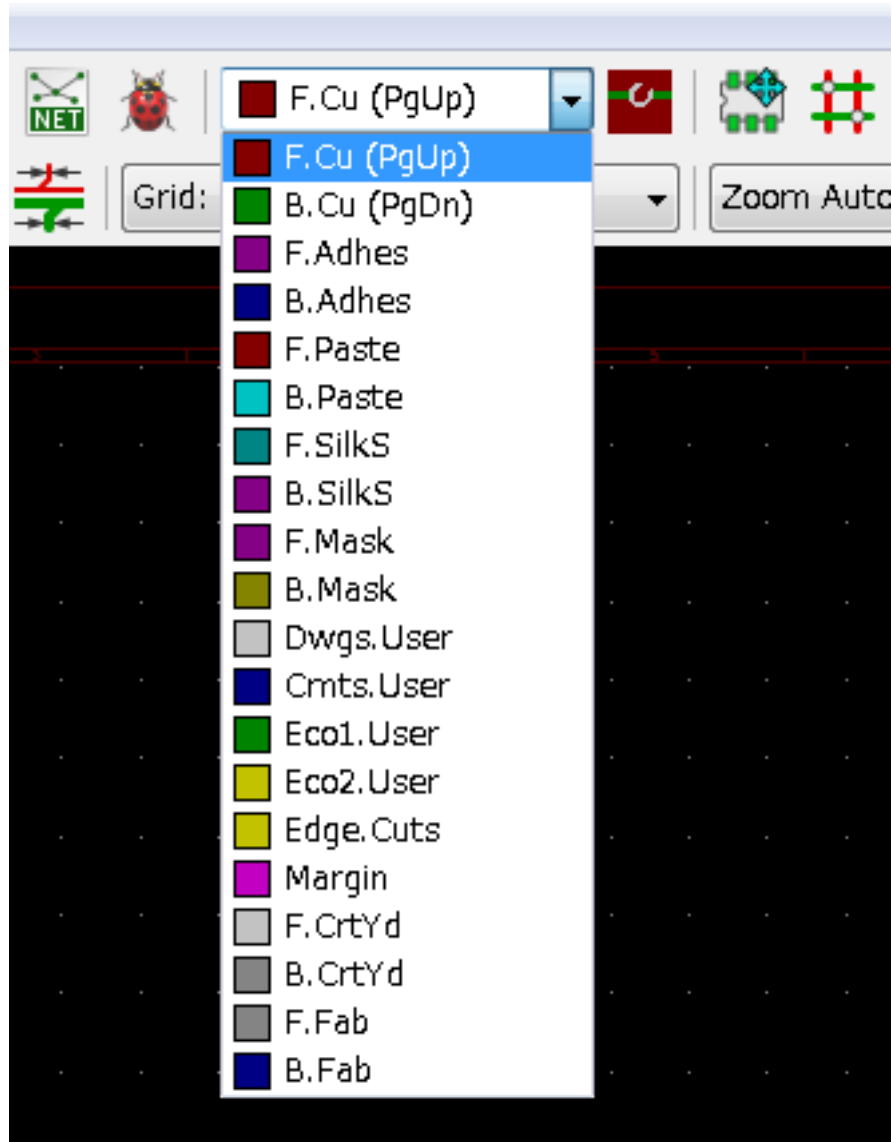 NET
F.Cu (PgUp)
F.Cu (PgUp)
Grid:
B.Cu (PgDn)
Zoom Auto
F.Adhes
B.Adhes
F.Paste
B.Paste
F.SilkS
B.SilkS
F.Mask
B.Mask
Dwgs.User
Cmts.User
Eco1.User
Eco2.User
Edge.Cuts
Margin
F.CrtYd
B.CrtYd
F.Fab
B.Fab